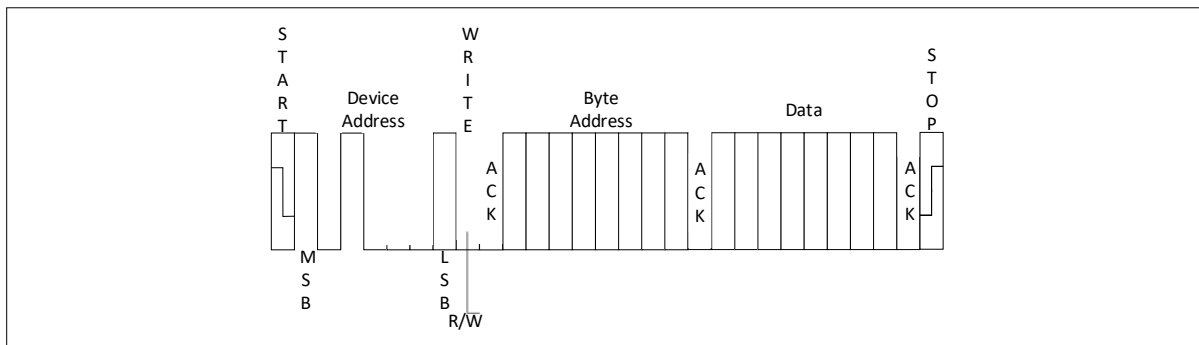 START
WRITE
STOP
Device
Address
Byte
Address
Data
ACK
ACK
ACK
MSB
LSB
R/W